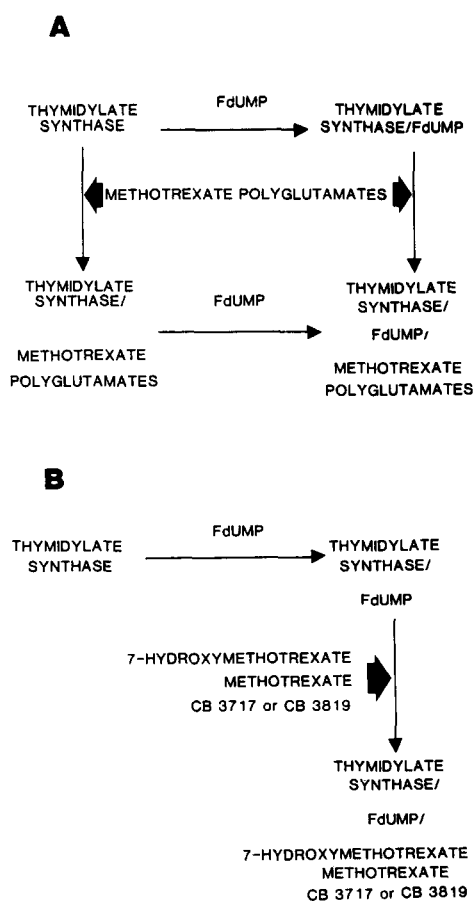 A
FdUMP
THYMIDYLATE
SYNTHASE
THYMIDYLATE
SYNTHASE/FdUMP
METHOTREXATE POLYGLUTAMATES
THYMIDYLATE
SYNTHASE/
METHOTREXATE
POLYGLUTAMATES
FdUMP
THYMIDYLATE
SYNTHASE/
FdUMP/
METHOTREXATE
POLYGLUTAMATES
B
FdUMP
THYMIDYLATE
SYNTHASE
THYMIDYLATE
SYNTHASE/
FdUMP
7-HYDROXYMETHOTREXATE
METHOTREXATE
CB 3717 or CB 3819
THYMIDYLATE
SYNTHASE/
FdUMP/
7-HYDROXYMETHOTREXATE
METHOTREXATE
CB 3717 or CB 3819